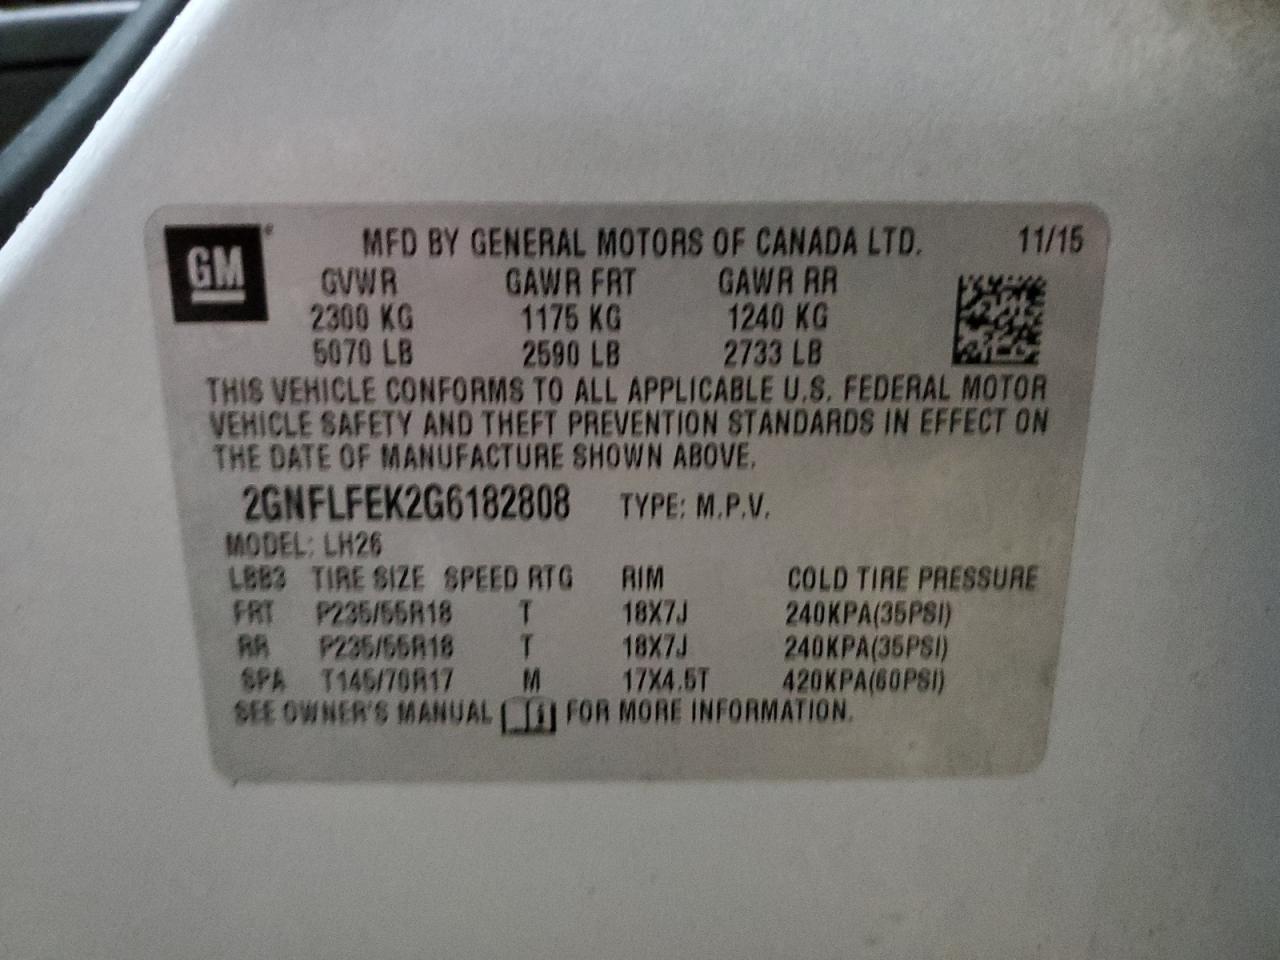 GM ® MFD BY GENERAL MOTORS OF CANADA LTD. 11/15
GVWR GAWR FRT GAWR RR
2300 KG 1175 KG 1240 KG
5070 LB 2590 LB 2733 LB
THIS VEHICLE CONFORMS TO ALL APPLICABLE U.S. FEDERAL MOTOR
VEHICLE SAFETY AND THEFT PREVENTION STANDARDS IN EFFECT ON
THE DATE OF MANUFACTURE SHOWN ABOVE.
2GNFLFEK2G6182808 TYPE: M.P.V.
MODEL: LH26
LBB3 TIRE SIZE SPEED RTG RIM COLD TIRE PRESSURE
FRT P235/55R18 T 18X7J 240KPA(35PSI)
RR P235/55R18 T 18X7J 240KPA(35PSI)
SPA T145/70R17 M 17X4.5T 420KPA(60PSI)
SEE OWNER'S MANUAL FOR MORE INFORMATION.